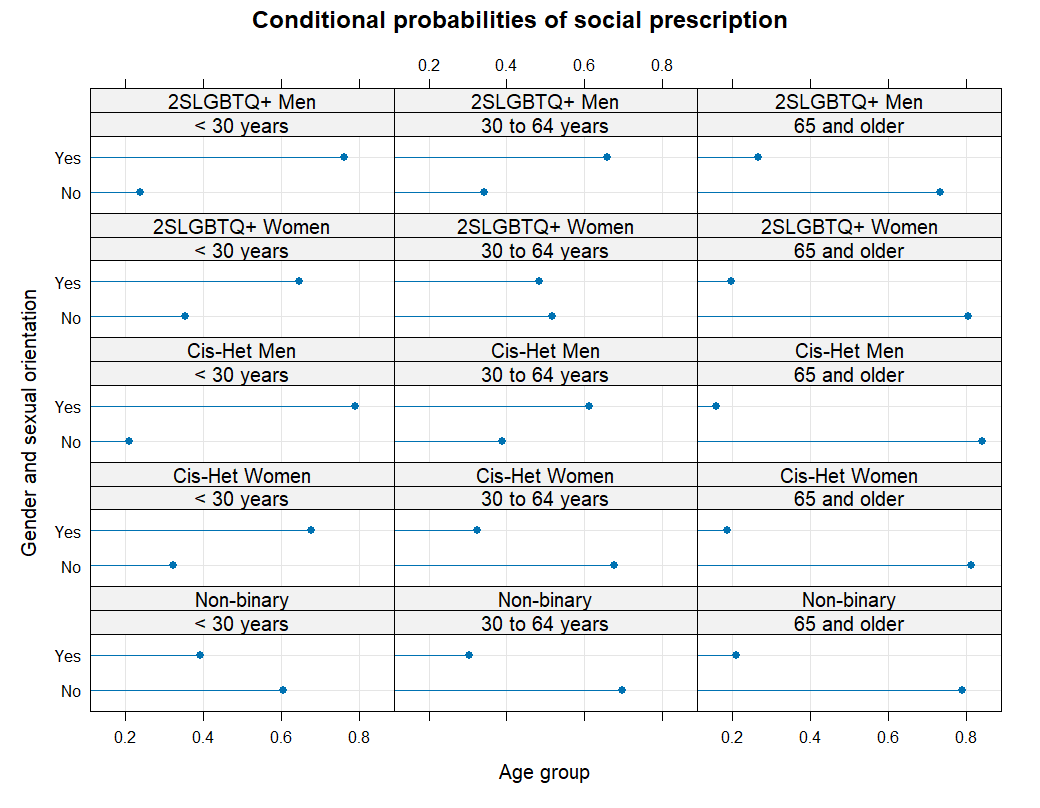 Conditional probabilities of social prescription
0.2 0.4 0.6 0.8
2SLGBTQ+ Men 2SLGBTQ+ Men 2SLGBTQ+ Men
< 30 years 30 to 64 years 65 and older
Yes
No
2SLGBTQ+ Women 2SLGBTQ+ Women 2SLGBTQ+ Women
< 30 years 30 to 64 years 65 and older
Yes
No
Cis-Het Men Cis-Het Men Cis-Het Men
< 30 years 30 to 64 years 65 and older
Yes
No
Cis-Het Women Cis-Het Women Cis-Het Women
< 30 years 30 to 64 years 65 and older
Yes
No
Non-binary Non-binary Non-binary
< 30 years 30 to 64 years 65 and older
Yes
No
0.2 0.4 0.6 0.8 0.2 0.4 0.6 0.8
Age group
Gender and sexual orientation